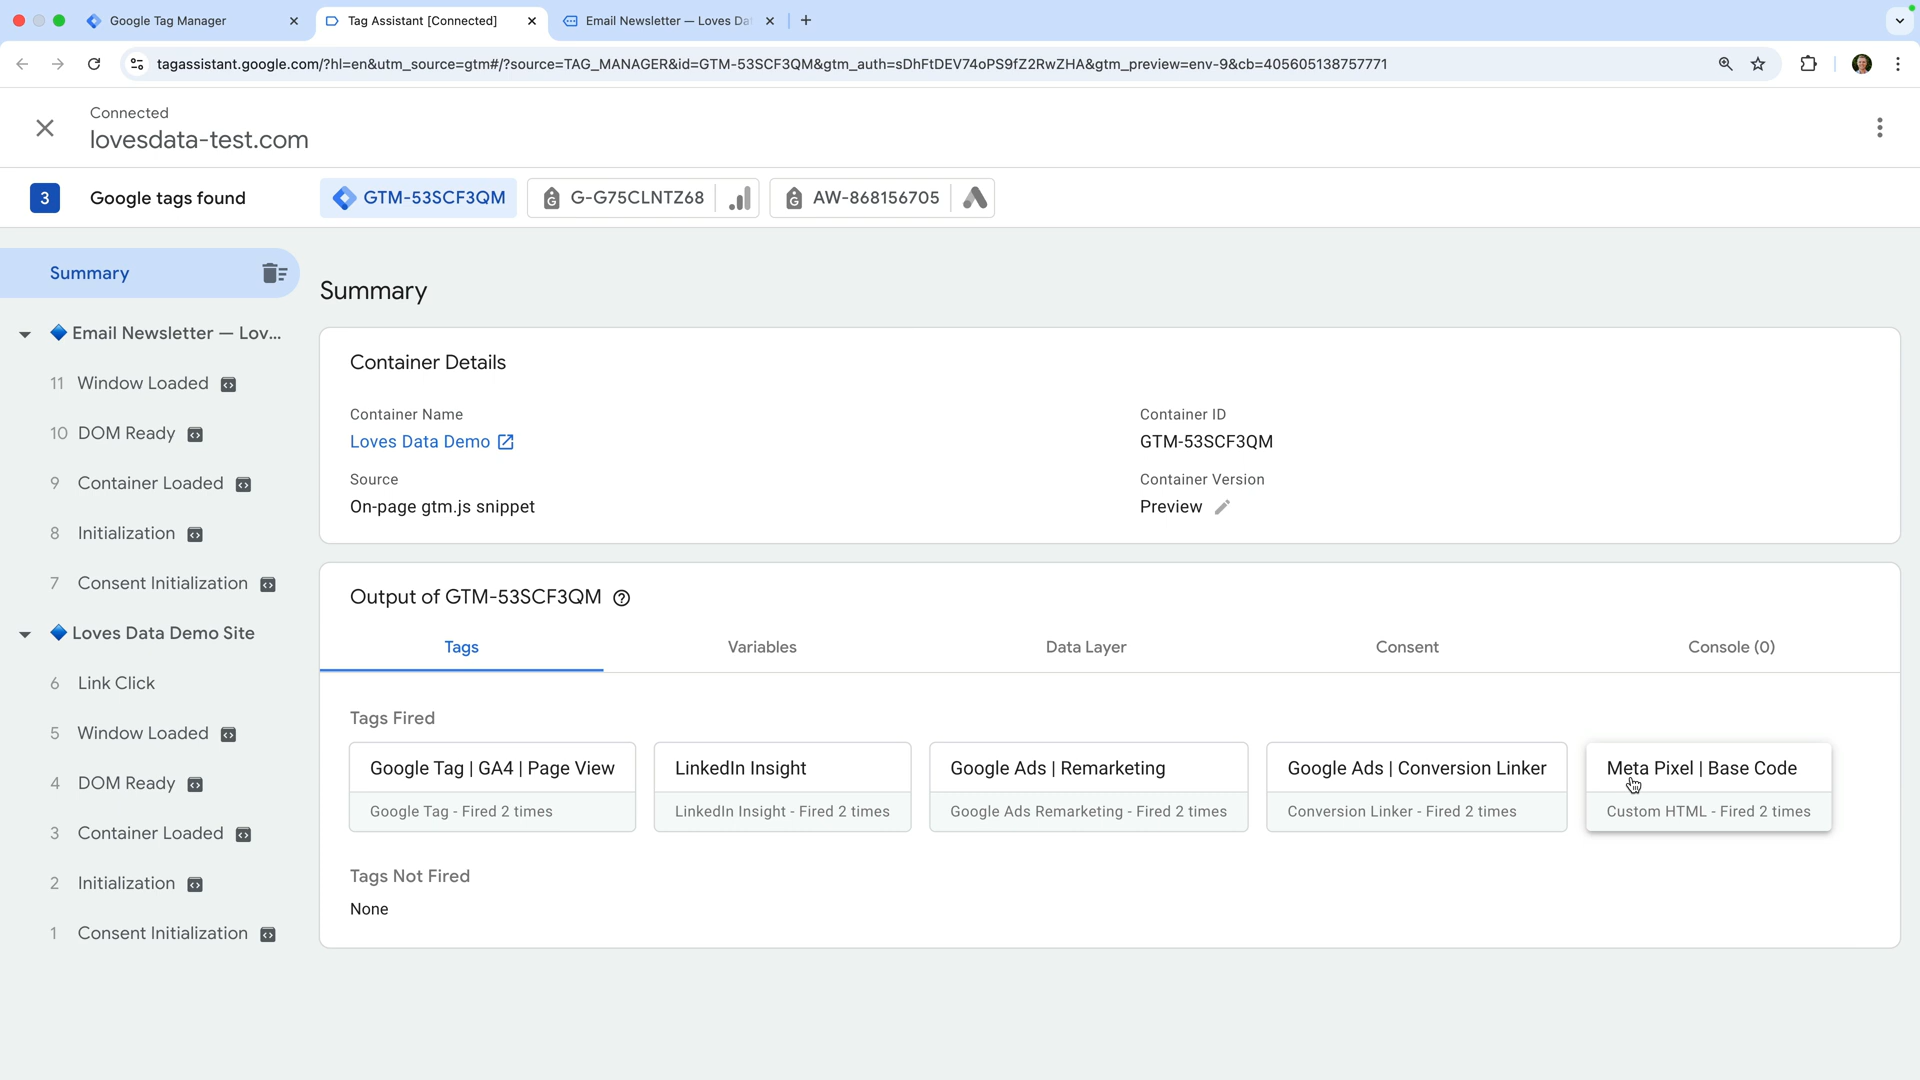 Google Tag Manager
Tag Assistant [Connected]
Email Newsletter — Loves Da
tagassistant.google.com/?hl=en&utm_source=gtm#/?source=TAG_MANAGER&id=GTM-53SCF3QM&gtm_auth=sDhFtDEV74oPS9fZ2RwZHA&gtm_preview=env-9&cb=405605138757771
Connected
lovesdata-test.com
3 Google tags found
GTM-53SCF3QM
G-G75CLNTZ68
AW-868156705
Summary
Email Newsletter — Lov...
11 Window Loaded
10 DOM Ready
9 Container Loaded
8 Initialization
7 Consent Initialization
Loves Data Demo Site
6 Link Click
5 Window Loaded
4 DOM Ready
3 Container Loaded
2 Initialization
1 Consent Initialization
Summary
Container Details
Container Name
Loves Data Demo
Container ID
GTM-53SCF3QM
Source
On-page gtm.js snippet
Container Version
Preview
Output of GTM-53SCF3QM
Tags
Variables
Data Layer
Consent
Console (0)
Tags Fired
Google Tag | GA4 | Page View
Google Tag - Fired 2 times
LinkedIn Insight
LinkedIn Insight - Fired 2 times
Google Ads | Remarketing
Google Ads Remarketing - Fired 2 times
Google Ads | Conversion Linker
Conversion Linker - Fired 2 times
Meta Pixel | Base Code
Custom HTML - Fired 2 times
Tags Not Fired
None